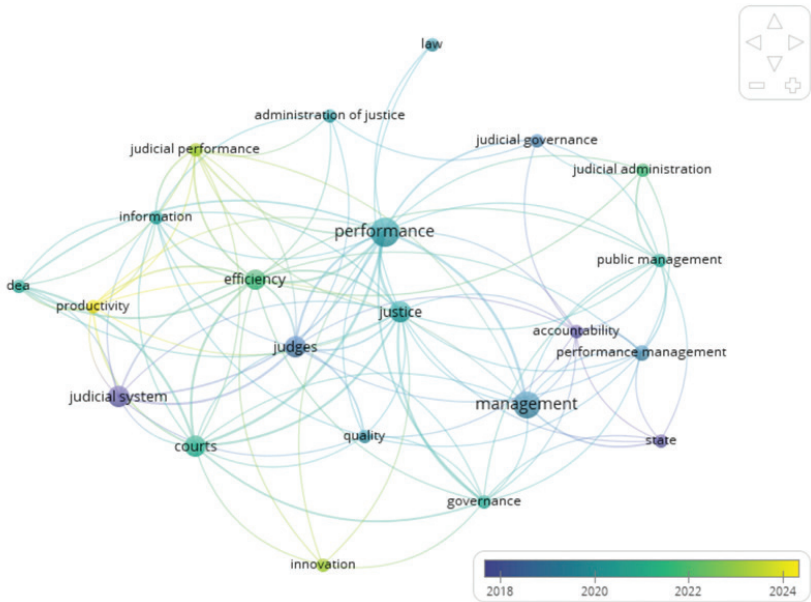 law
administration of justice
judicial performance
judicial governance
judicial administration
information
performance
public management
efficiency
dea
productivity
justice
accountability
judges
performance management
judicial system
management
quality
state
courts
governance
innovation
2018
2020
2022
2024